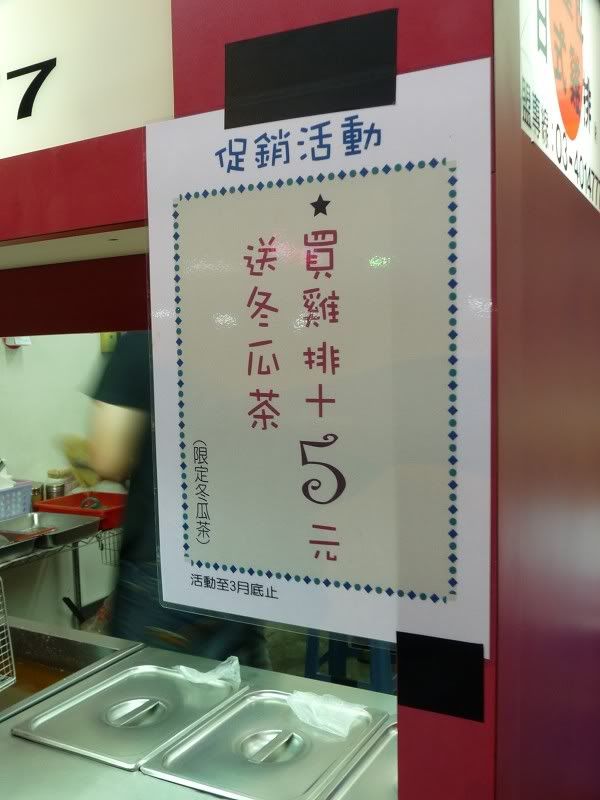 7
促銷活動
★買雞排+5元
送冬瓜茶
(限定冬瓜茶)
活動至3月底止